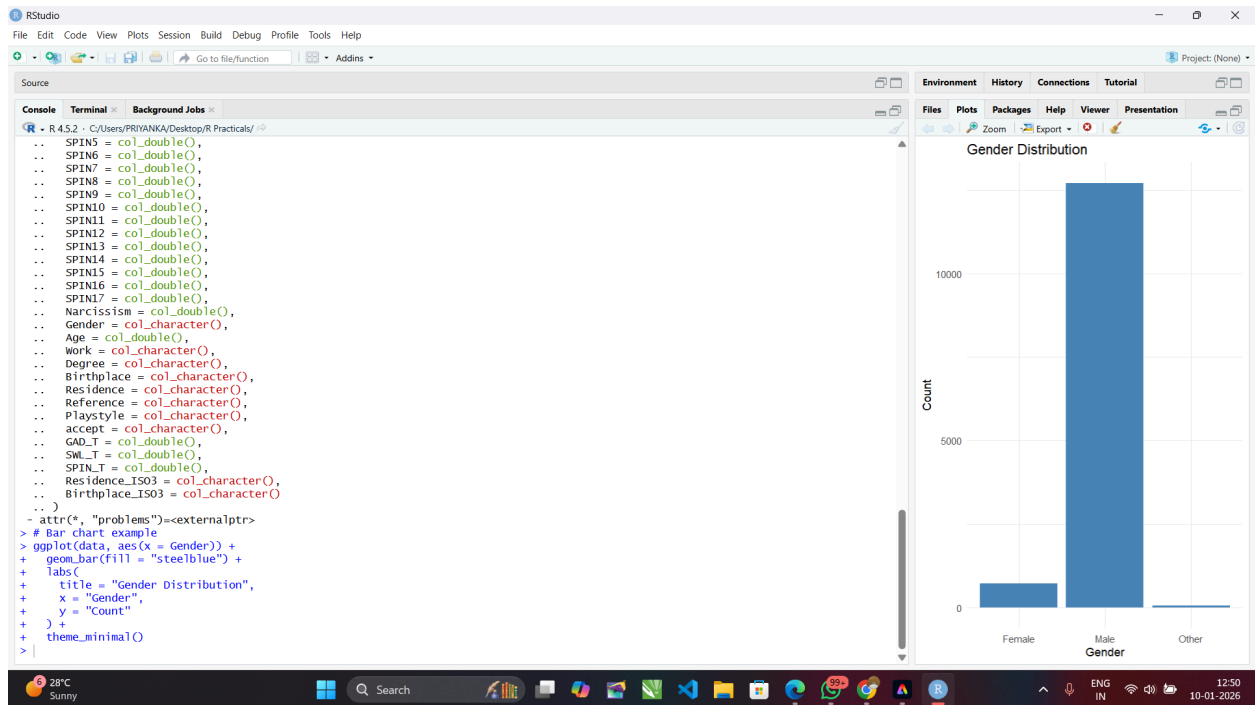 RStudio
File Edit Code View Plots Session Build Debug Profile Tools Help
Go to file/function Addins Project: (None)
Source
Console Terminal Background Jobs
R 4.5.2 · C:/Users/PRIYANKA/Desktop/R Practicals/
.. SPIN5 = col_double(),
.. SPIN6 = col_double(),
.. SPIN7 = col_double(),
.. SPIN8 = col_double(),
.. SPIN9 = col_double(),
.. SPIN10 = col_double(),
.. SPIN11 = col_double(),
.. SPIN12 = col_double(),
.. SPIN13 = col_double(),
.. SPIN14 = col_double(),
.. SPIN15 = col_double(),
.. SPIN16 = col_double(),
.. SPIN17 = col_double(),
.. Narcissism = col_double(),
.. Gender = col_character(),
.. Age = col_double(),
.. Work = col_character(),
.. Degree = col_character(),
.. Birthplace = col_character(),
.. Residence = col_character(),
.. Reference = col_character(),
.. Playstyle = col_character(),
.. accept = col_character(),
.. GAD_T = col_double(),
.. SWL_T = col_double(),
.. SPIN_T = col_double(),
.. Residence_ISO3 = col_character(),
.. Birthplace_ISO3 = col_character()
.. )
- attr(*, "problems")=<externalptr>
> # Bar chart example
> ggplot(data, aes(x = Gender)) +
+   geom_bar(fill = "steelblue") +
+   labs(
+     title = "Gender Distribution",
+     x = "Gender",
+     y = "Count"
+   ) +
+   theme_minimal()
>
Environment History Connections Tutorial
Files Plots Packages Help Viewer Presentation
Zoom Export
Gender Distribution
10000
5000
0
Count
Female Male Other
Gender
6
28°C
Sunny
Search
99+
ENG
IN
12:50
10-01-2026